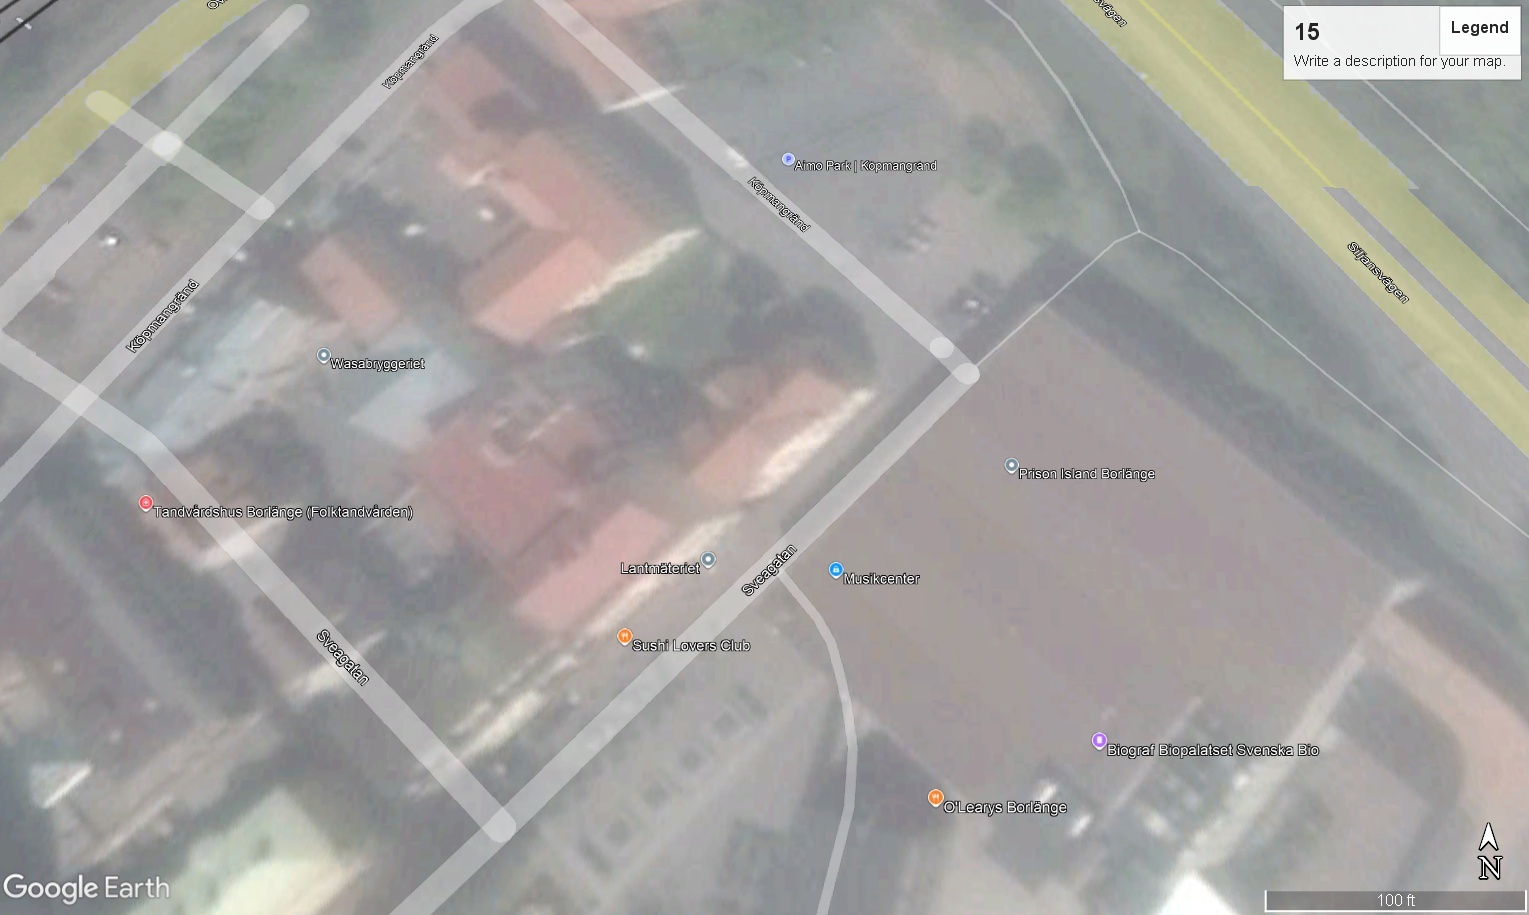 15
Legend
Write a description for your map.
Köpmangränd
Aimo Park | Köpmangränd
Köpmangränd
Siljansvägen
Köpmangränd
Wasabryggeriet
Prison Island Borlänge
Tandvårdshus Borlänge (Folktandvården)
Lantmäteriet
Sveagatan
Musikcenter
Sushi Lovers Club
Sveagatan
Biograf Biopalatset Svenska Bio
O'Learys Borlänge
Google Earth
N
100 ft